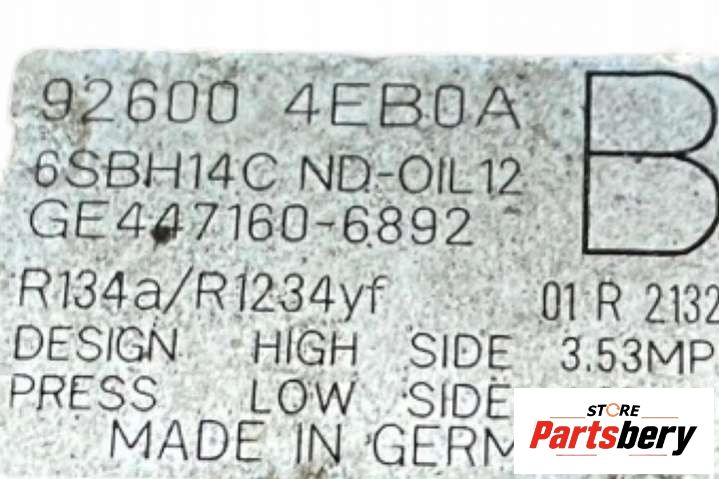 92600 4EB0A
B
6SBH14C ND-OIL12
GE447160-6892
R134a/R1234yf 01 R 2132
DESIGN HIGH SIDE 3.53MP
PRESS LOW SIDE
MADE IN GERM
STORE
Partsbery